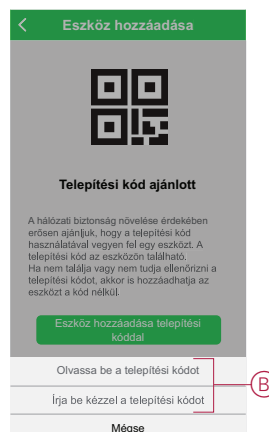 Eszköz hozzáadása
Telepítési kód ajánlott
A hálózati biztonság növelése érdekében
erősen ajánljuk, hogy a telepítési kód
használatával vegyen fel egy eszközt. A
telepítési kód az eszközön található.
Ha nem találja vagy nem tudja ellenőrizni a
telepítési kódot, akkor is hozzáadhatja az
eszközt a kód nélkül.
Eszköz hozzáadása telepítési
kóddal
Olvassa be a telepítési kódot
Írja be kézzel a telepítési kódot
B
Mégse